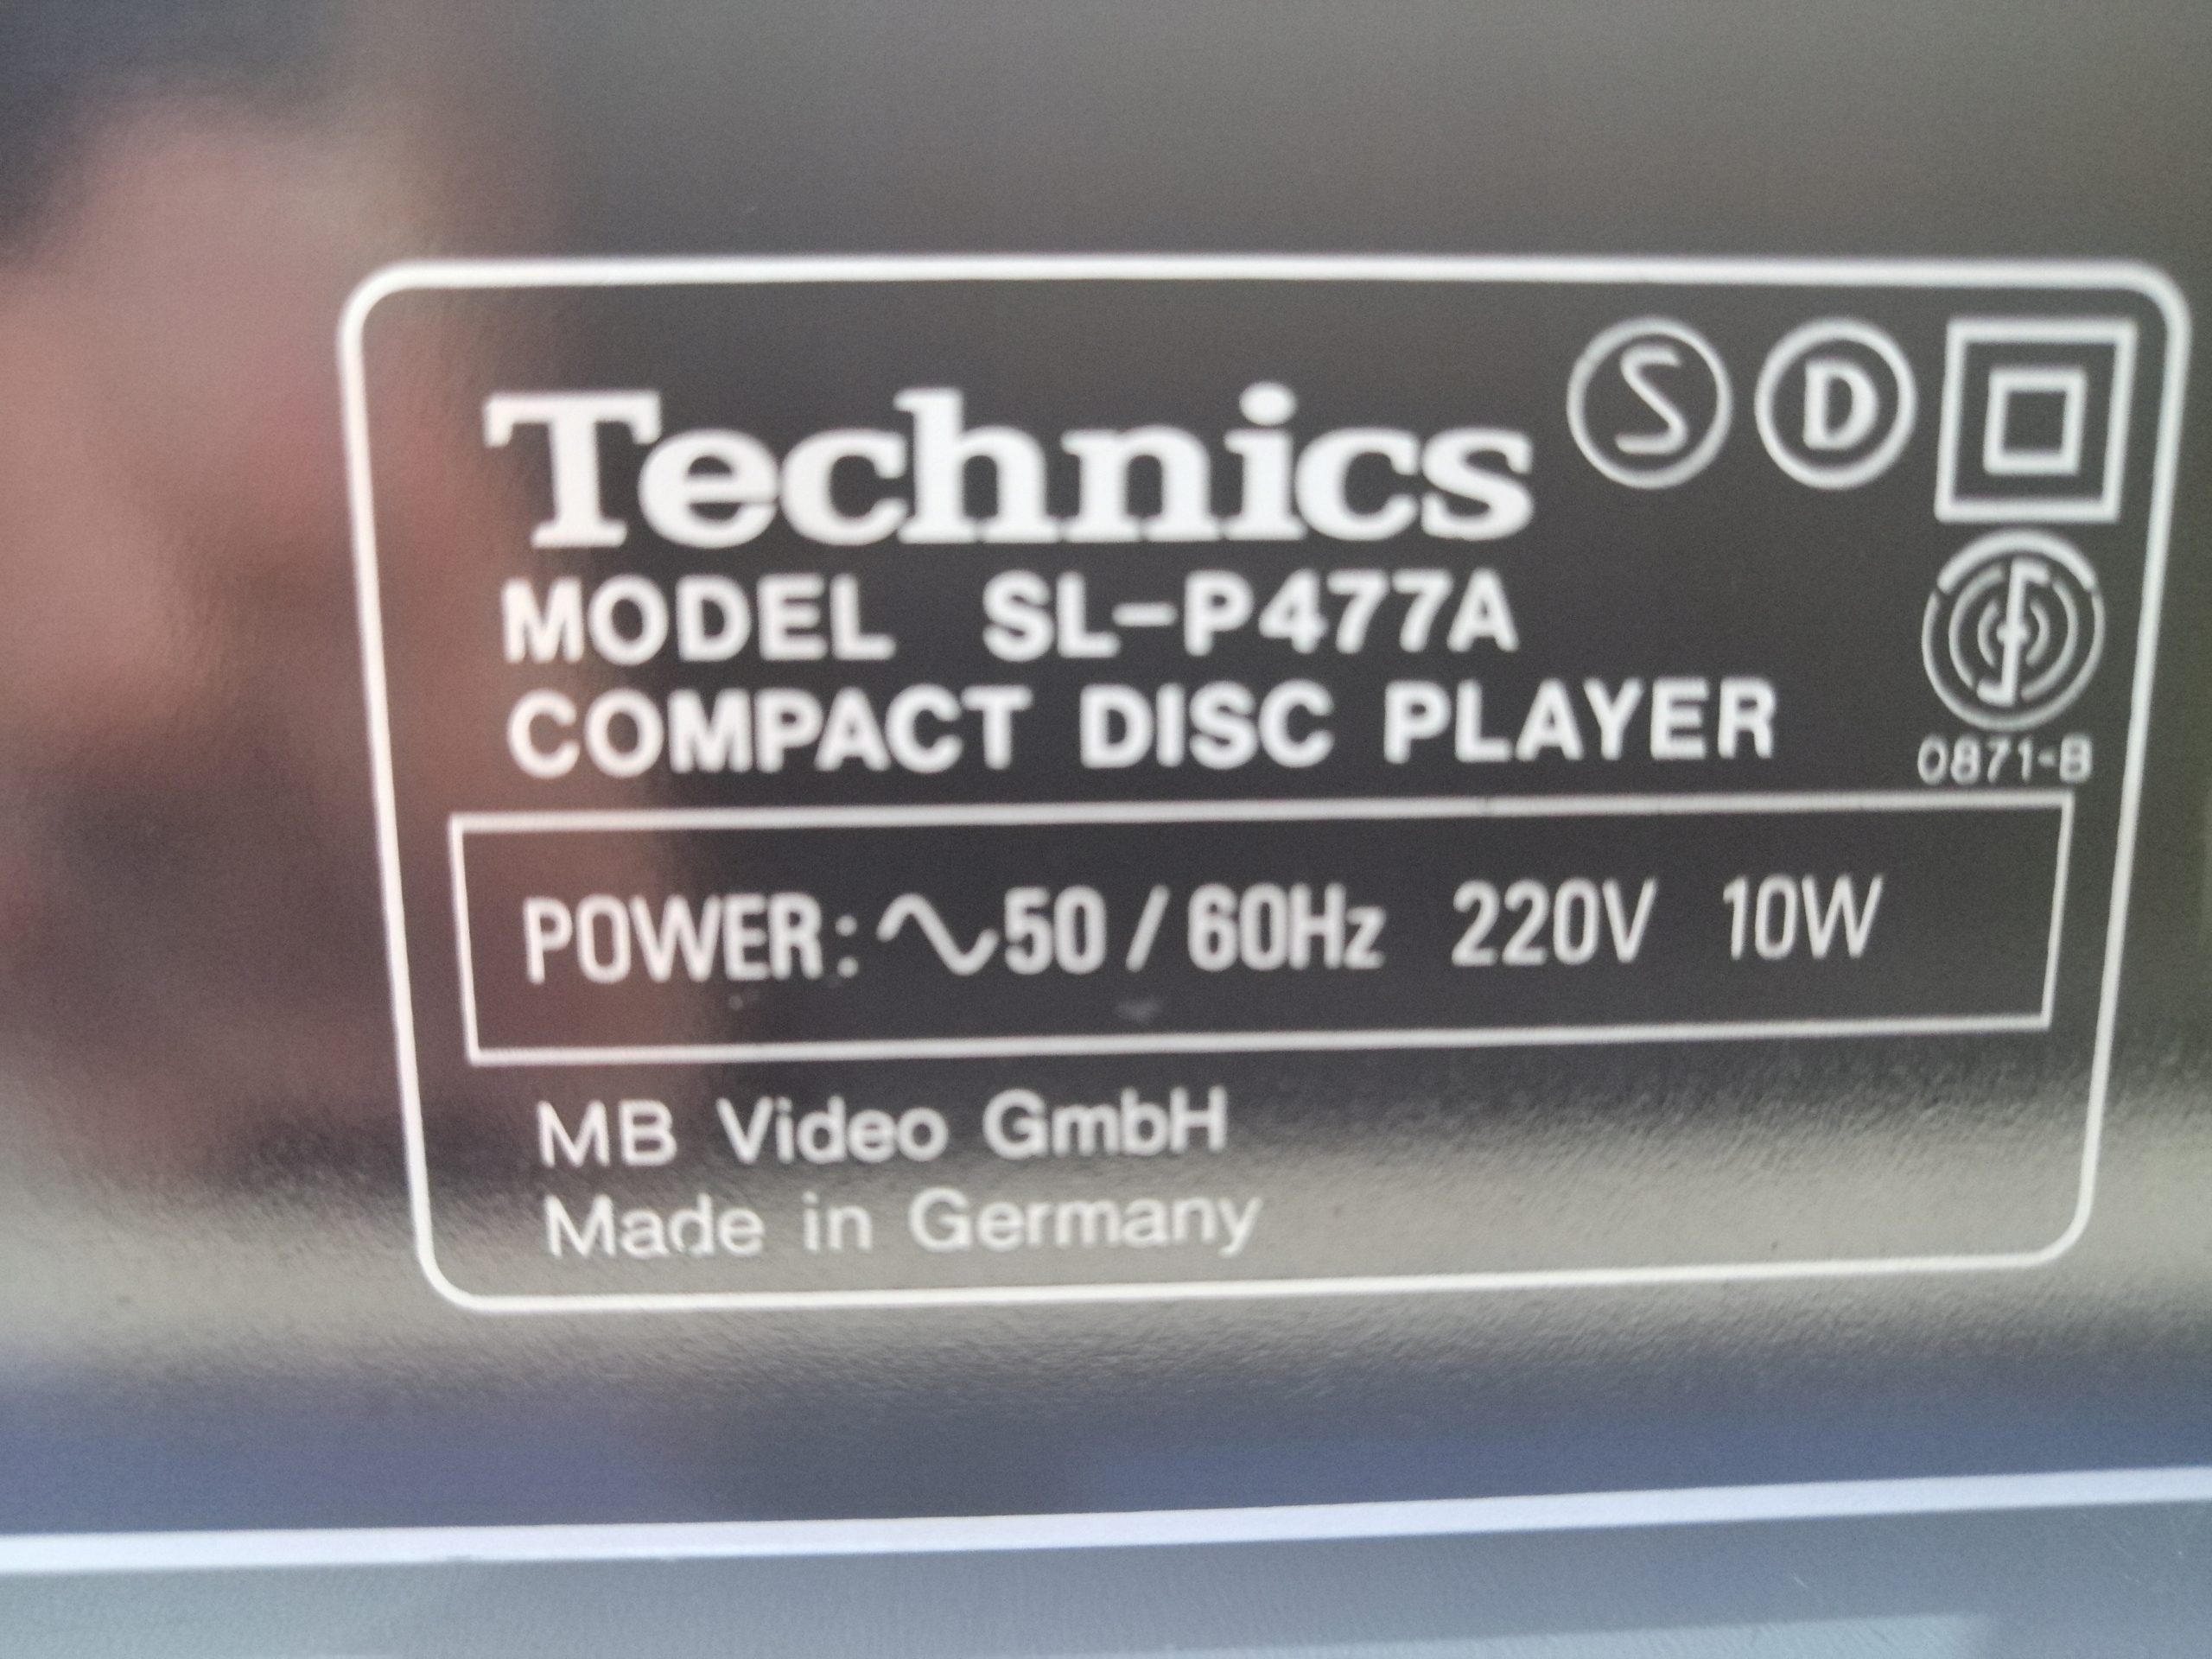 Technics S D
MODEL SL-P477A
COMPACT DISC PLAYER
0871-B
POWER: ∿50/60Hz 220V 10W
MB Video GmbH
Made in Germany